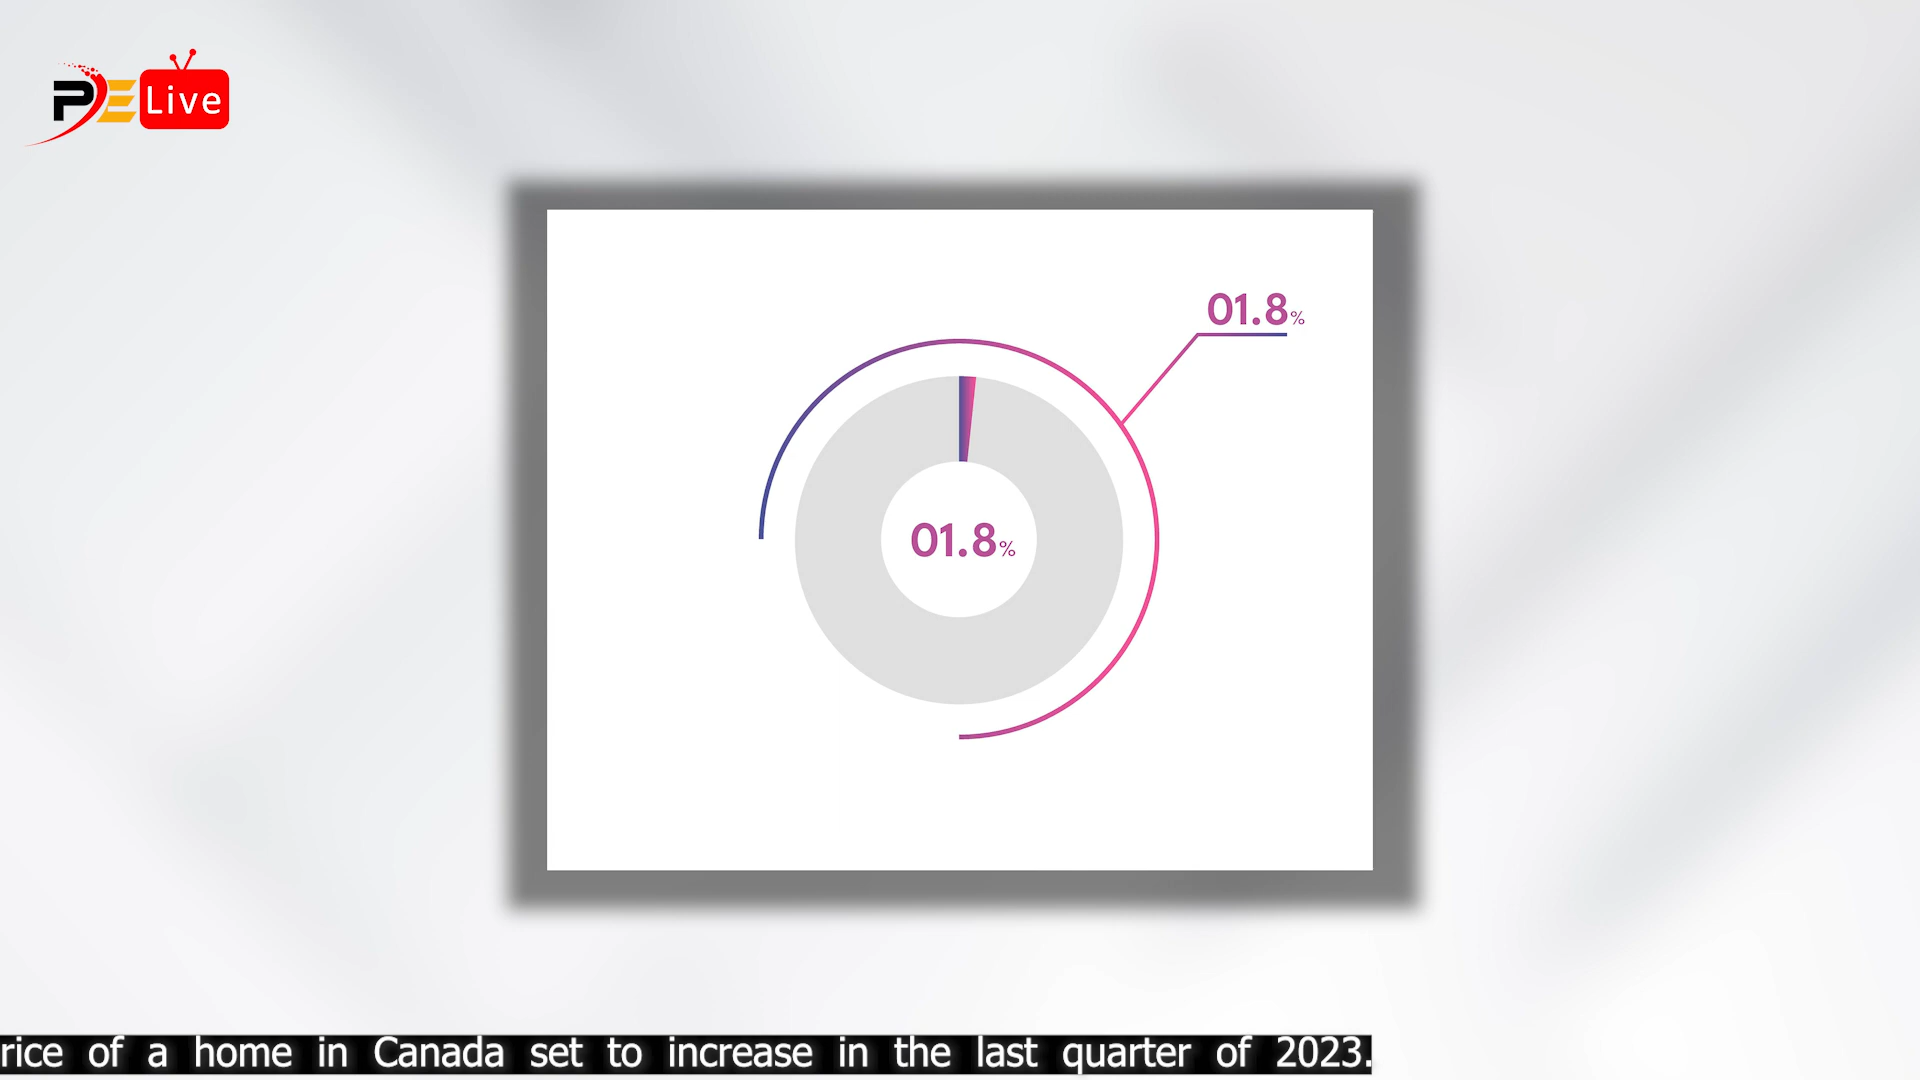 PE Live
01.8%
01.8%
rice of a home in Canada set to increase in the last quarter of 2023.